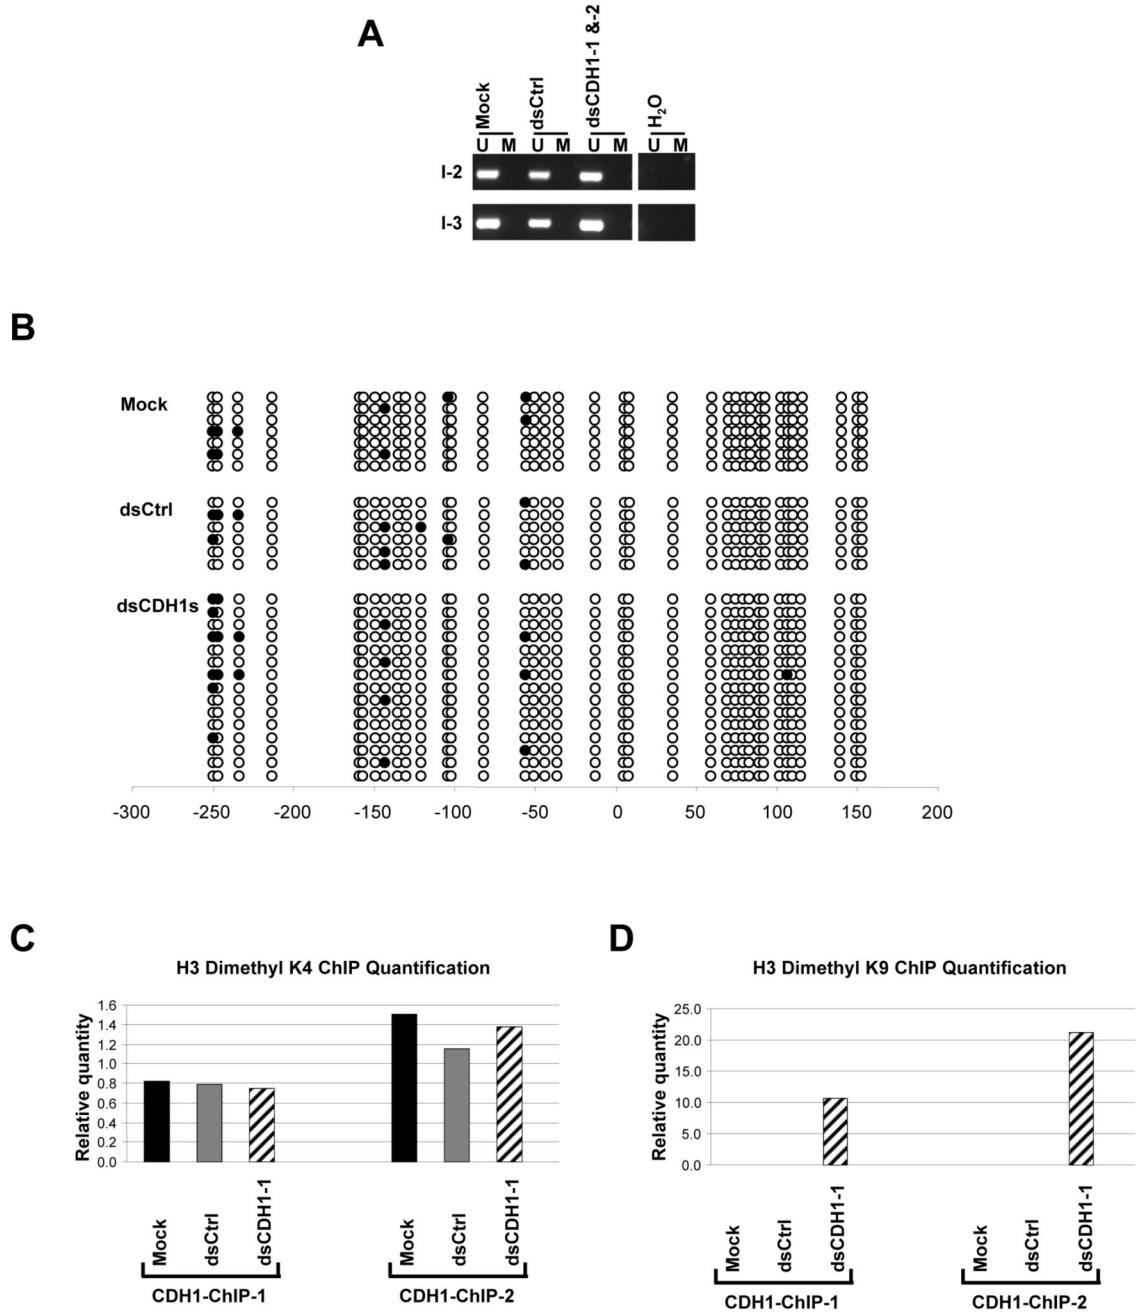 A
Mock
dsCtrl
dsCDH1-1 &-2
H2O
U M U M U M U M
I-2
I-3
B
Mock
dsCtrl
dsCDH1s
-300 -250 -200 -150 -100 -50 0 50 100 150 200
C
H3 Dimethyl K4 ChIP Quantification
Relative quantity
1.6
1.4
1.2
1.0
0.8
0.6
0.4
0.2
0.0
Mock
dsCtrl
dsCDH1-1
CDH1-ChIP-1
Mock
dsCtrl
dsCDH1-1
CDH1-ChIP-2
D
H3 Dimethyl K9 ChIP Quantification
Relative quantity
25.0
20.0
15.0
10.0
5.0
0.0
Mock
dsCtrl
dsCDH1-1
CDH1-ChIP-1
Mock
dsCtrl
dsCDH1-1
CDH1-ChIP-2